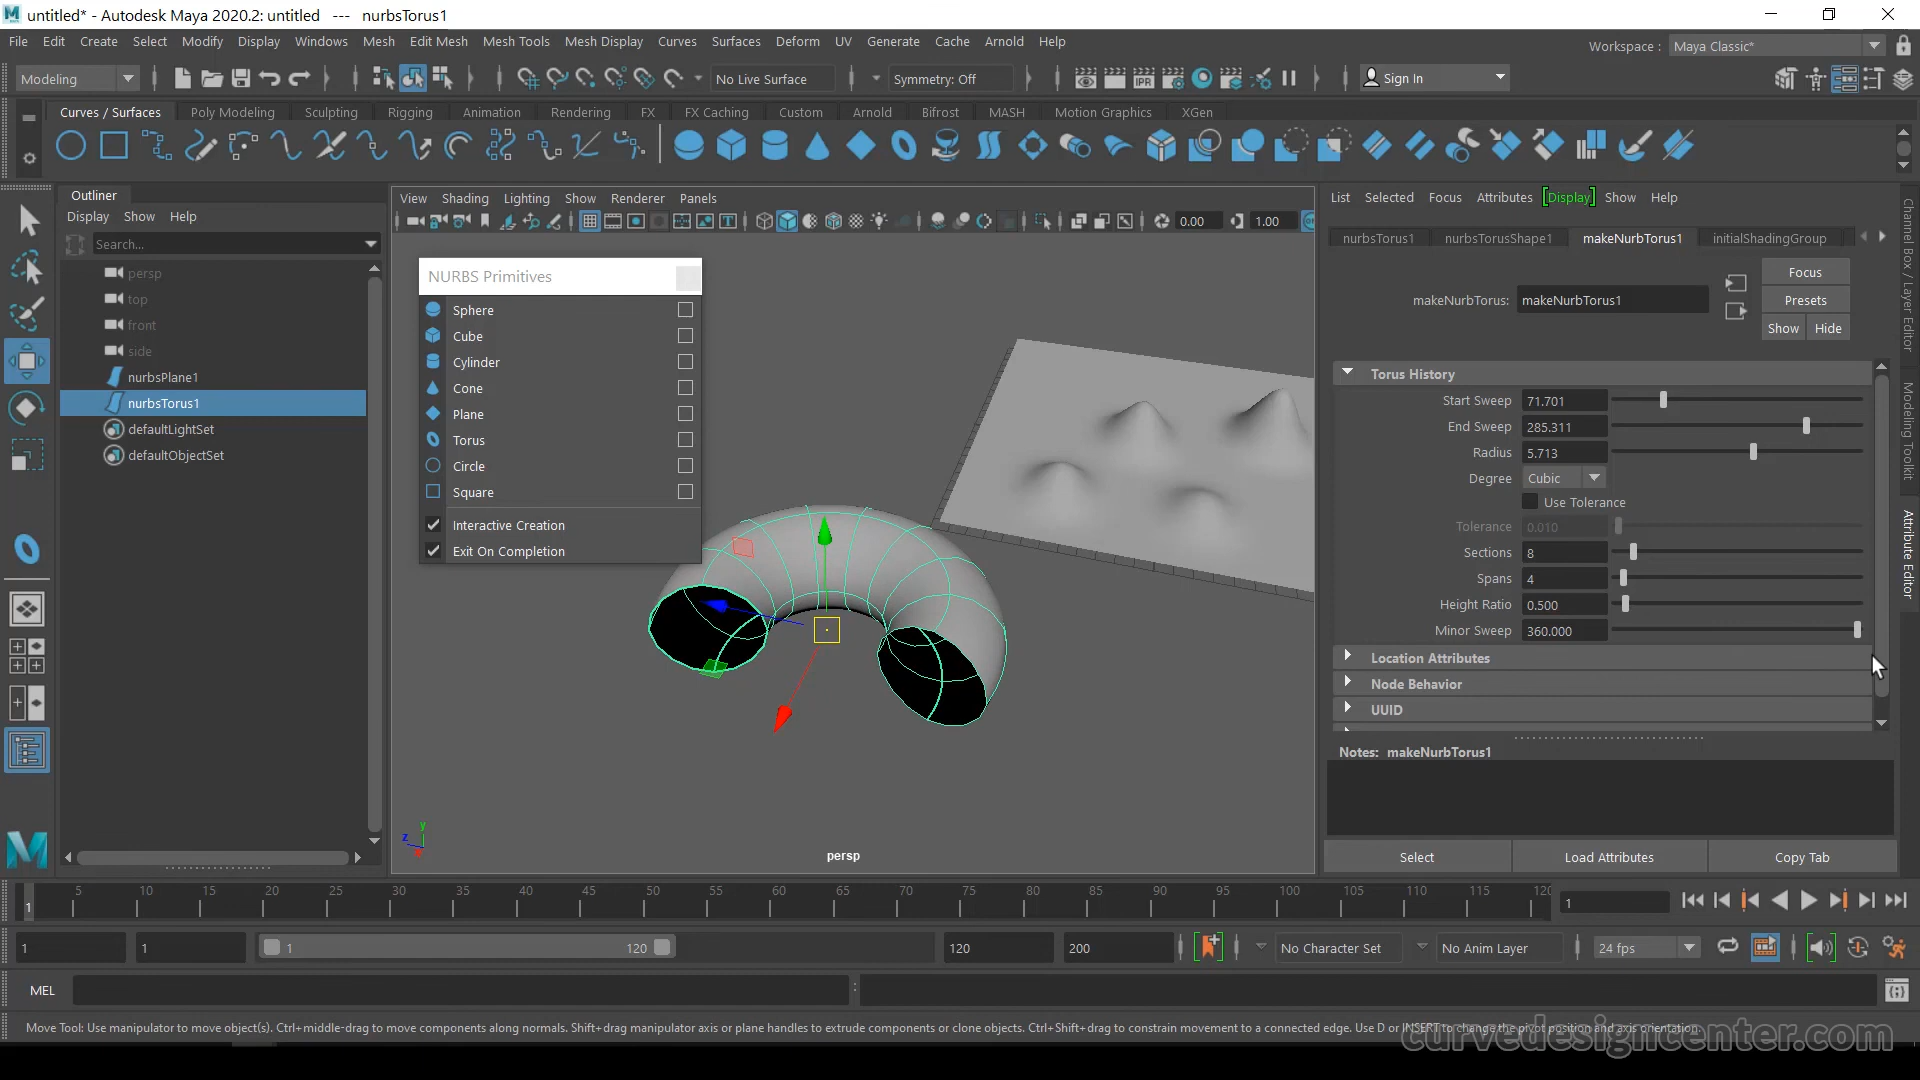 untitled* - Autodesk Maya 2020.2: untitled --- nurbsTorus1
File Edit Create Select Modify Display Windows Mesh Edit Mesh Mesh Tools Mesh Display Curves Surfaces Deform UV Generate Cache Arnold Help
Workspace : Maya Classic*
Modeling No Live Surface Symmetry: Off IPR Sign In
Curves / Surfaces Poly Modeling Sculpting Rigging Animation Rendering FX FX Caching Custom Arnold Bifrost MASH Motion Graphics XGen
Outliner
Display Show Help
Search...
persp
top
front
side
nurbsPlane1
nurbsTorus1
defaultLightSet
defaultObjectSet
View Shading Lighting Show Renderer Panels
0.00 1.00
NURBS Primitives
Sphere
Cube
Cylinder
Cone
Plane
Torus
Circle
Square
Interactive Creation
Exit On Completion
y
z
x
persp
List Selected Focus Attributes Display Show Help
nurbsTorus1 nurbsTorusShape1 makeNurbTorus1 initialShadingGroup
makeNurbTorus: makeNurbTorus1
Focus
Presets
Show Hide
Torus History
Start Sweep 71.701
End Sweep 285.311
Radius 5.713
Degree Cubic
Use Tolerance
Tolerance 0.010
Sections 8
Spans 4
Height Ratio 0.500
Minor Sweep 360.000
Location Attributes
Node Behavior
UUID
Notes: makeNurbTorus1
Select Load Attributes Copy Tab
Channel Box / Layer Editor
Modeling Toolkit
Attribute Editor
1 5 10 15 20 25 30 35 40 45 50 55 60 65 70 75 80 85 90 95 100 105 110 115 120 1
1 1 1 120 120 200 No Character Set No Anim Layer 24 fps
MEL
Move Tool: Use manipulator to move object(s). Ctrl+middle-drag to move components along normals. Shift+drag manipulator axis or plane handles to extrude components or clone objects. Ctrl+Shift+drag to constrain movement to a connected edge. Use D or INSERT to change the pivot position and axis orientation.
curvedesigncenter.com